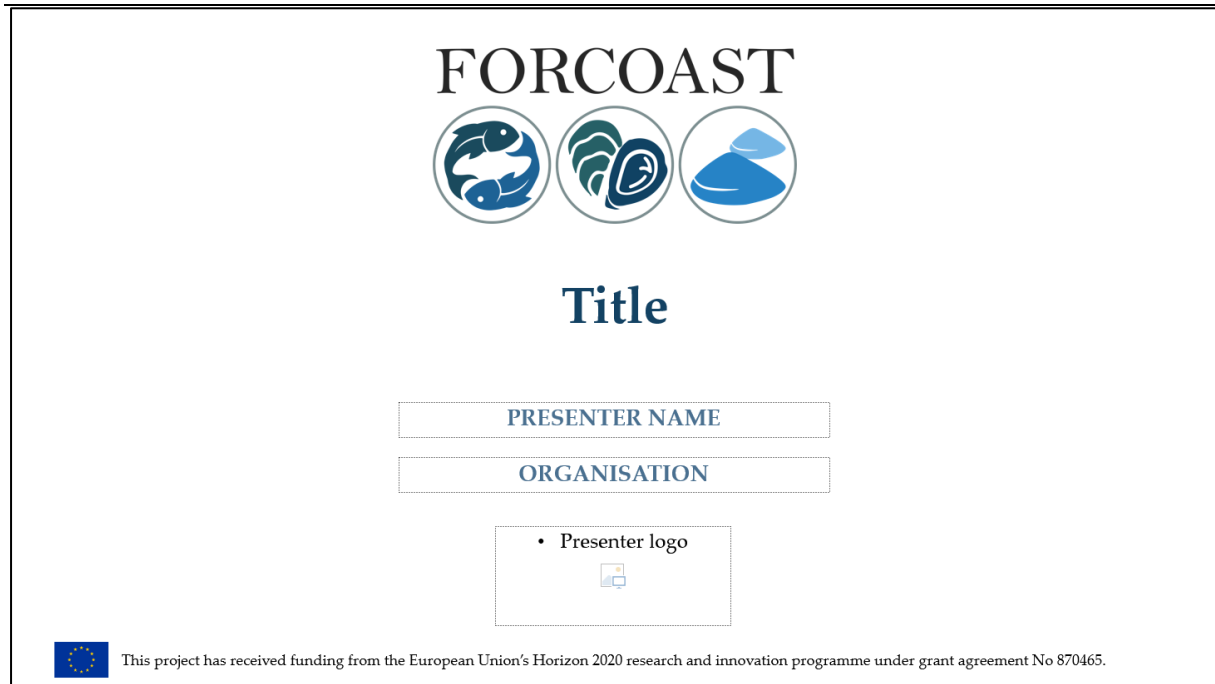 FORCOAST
Title
PRESENTER NAME
ORGANISATION
• Presenter logo
This project has received funding from the European Union’s Horizon 2020 research and innovation programme under grant agreement No 870465.